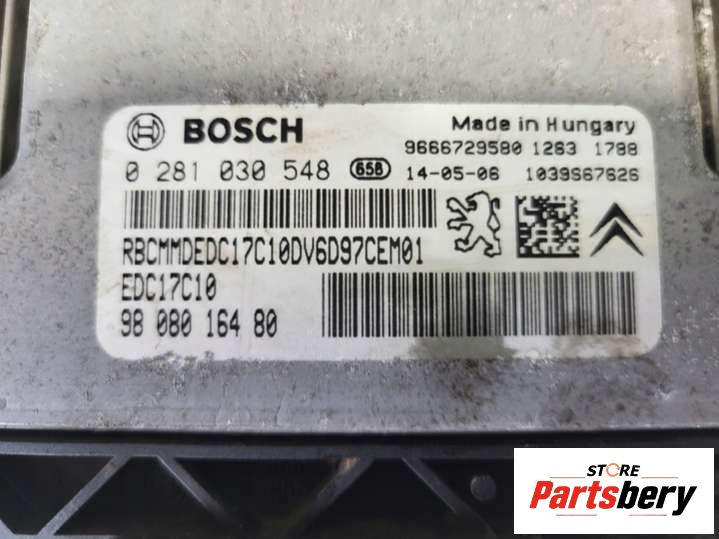 BOSCH
Made in Hungary
9666729580 1263 1788
0 281 030 548 658 14-05-06 1039S67626
RBCMMDEDC17C10DV6D97CEM01
EDC17C10
98 080 164 80
STORE
Partsbery